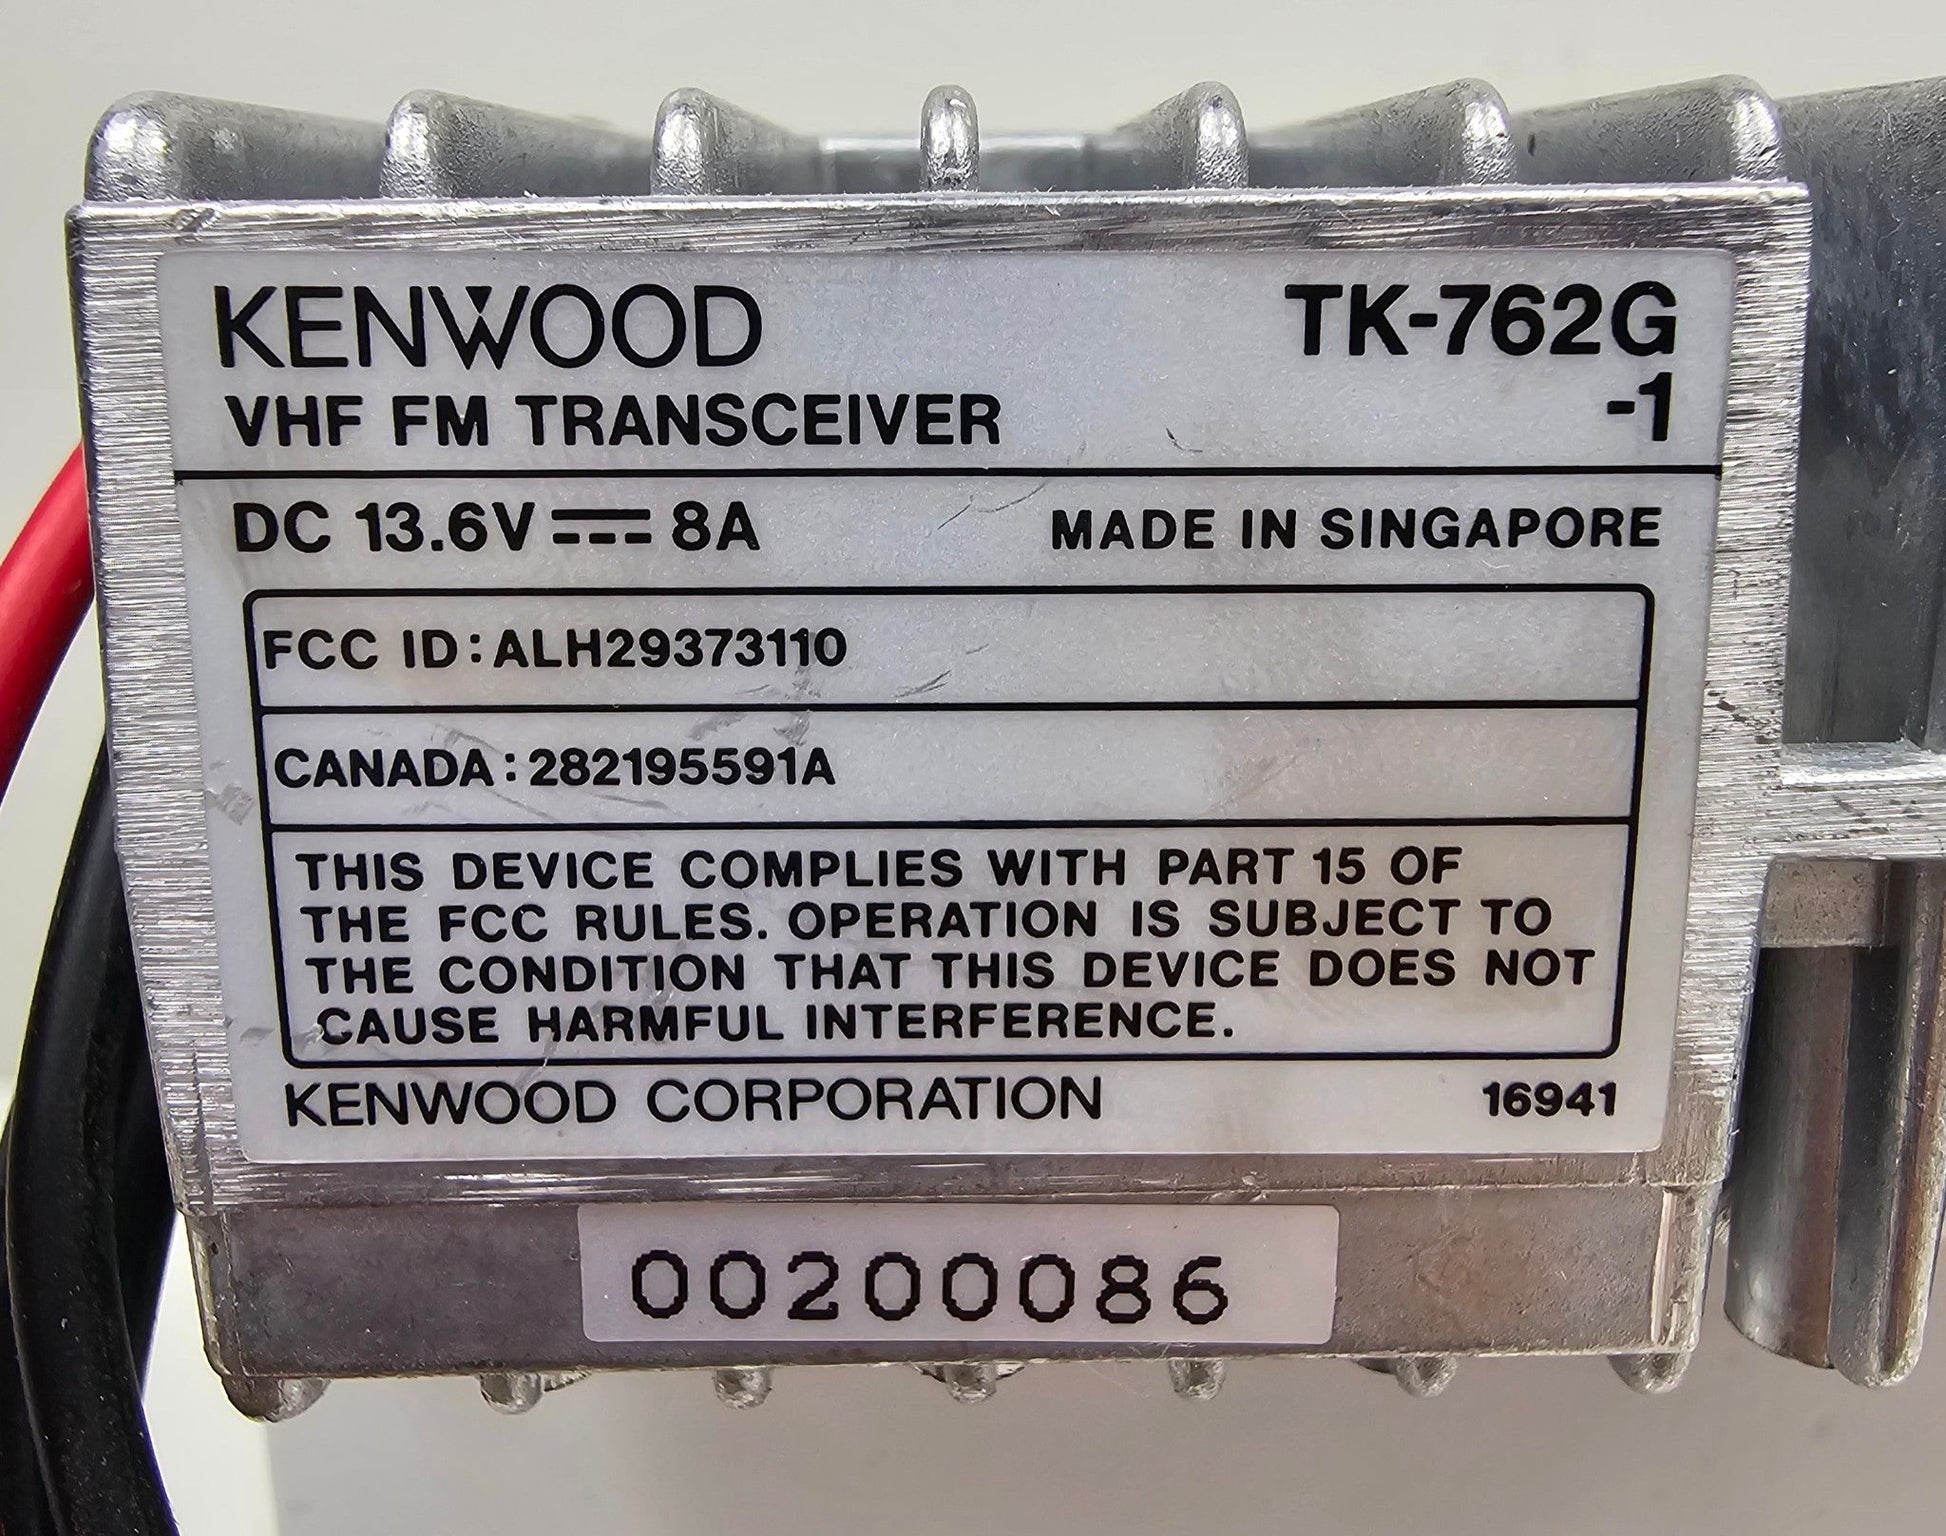 KENWOOD TK-762G
VHF FM TRANSCEIVER -1
DC 13.6V ⎓ 8A MADE IN SINGAPORE
FCC ID: ALH29373110
CANADA: 282195591A
THIS DEVICE COMPLIES WITH PART 15 OF
THE FCC RULES. OPERATION IS SUBJECT TO
THE CONDITION THAT THIS DEVICE DOES NOT
CAUSE HARMFUL INTERFERENCE.
KENWOOD CORPORATION 16941
00200086